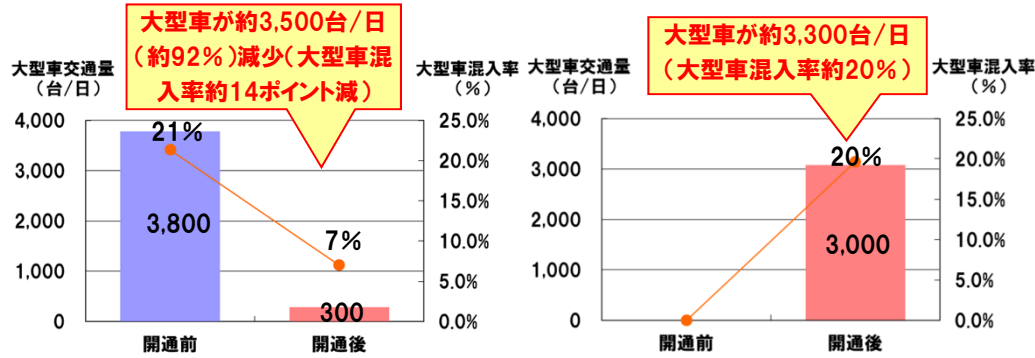 大型車が約3,500台/日
（約92%）減少（大型車混
入率約14ポイント減）
大型車交通量
（台/日）
大型車混入率
（%）
4,000
3,000
2,000
1,000
0
25.0%
20.0%
15.0%
10.0%
5.0%
0.0%
21%
3,800
7%
300
開通前
開通後
大型車が約3,300台/日
（大型車混入率約20%）
大型車交通量
（台/日）
大型車混入率
（%）
4,000
3,000
2,000
1,000
0
25.0%
20.0%
15.0%
10.0%
5.0%
0.0%
20%
3,000
開通前
開通後